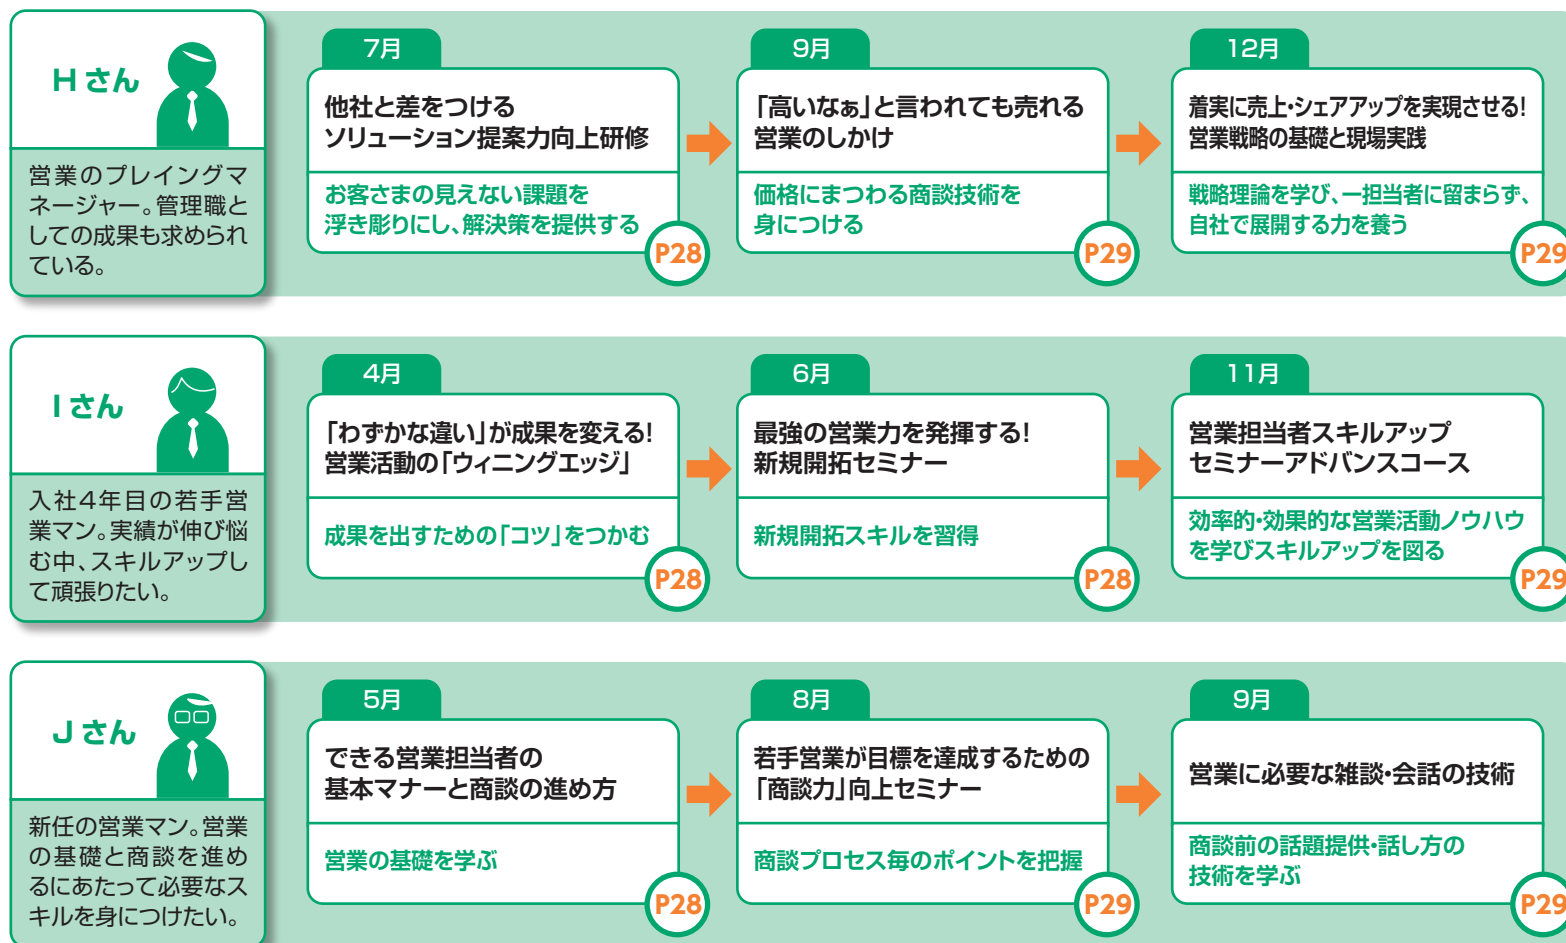 Hさん
営業のプレイングマ
ネージャー。管理職と
しての成果も求められ
ている。
7月
他社と差をつける
ソリューション提案力向上研修
お客さまの見えない課題を
浮き彫りにし、解決策を提供する
P28
9月
「高いなぁ」と言われても売れる
営業のしかけ
価格にまつわる商談技術を
身につける
P29
12月
着実に売上・シェアアップを実現させる!
営業戦略の基礎と現場実践
戦略理論を学び、一担当者に留まらず、
自社で展開する力を養う
P29
Iさん
入社4年目の若手営
業マン。実績が伸び悩
む中、スキルアップし
て頑張りたい。
4月
「わずかな違い」が成果を変える!
営業活動の「ウィニングエッジ」
成果を出すための「コツ」をつかむ
P28
6月
最強の営業力を発揮する!
新規開拓セミナー
新規開拓スキルを習得
P28
11月
営業担当者スキルアップ
セミナーアドバンスコース
効率的・効果的な営業活動ノウハウ
を学びスキルアップを図る
P29
Jさん
新任の営業マン。営業
の基礎と商談を進め
るにあたって必要なス
キルを身につけたい。
5月
できる営業担当者の
基本マナーと商談の進め方
営業の基礎を学ぶ
P28
8月
若手営業が目標を達成するための
「商談力」向上セミナー
商談プロセス毎のポイントを把握
P29
9月
営業に必要な雑談・会話の技術
商談前の話題提供・話し方の
技術を学ぶ
P29